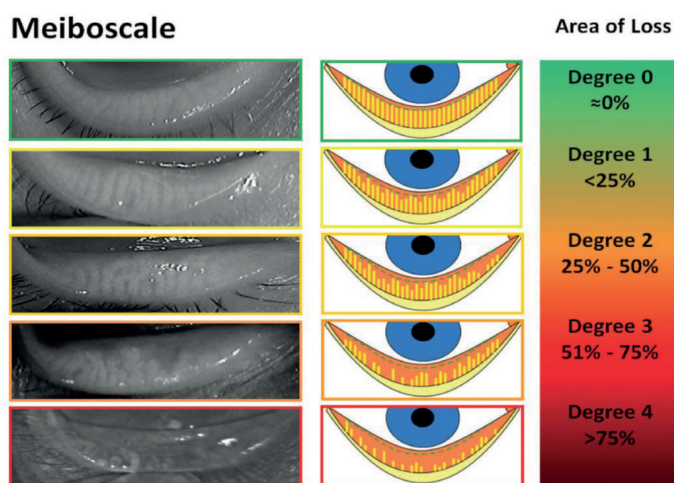 Meiboscale
Area of Loss
Degree 0
≈0%
Degree 1
<25%
Degree 2
25% - 50%
Degree 3
51% - 75%
Degree 4
>75%